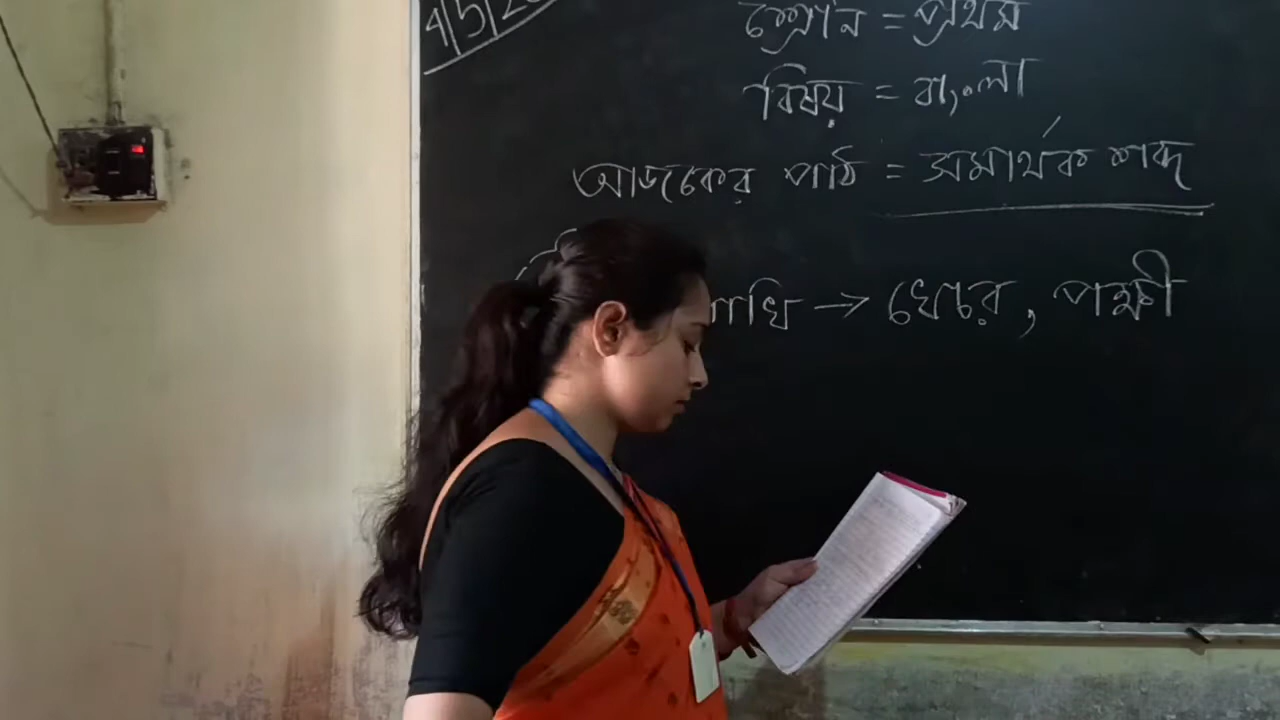 শ্রেণি = প্রথম
বিষয় = বাংলা
আজকের পাঠ = সমার্থক শব্দ
পাখি → খেচর, পক্ষী